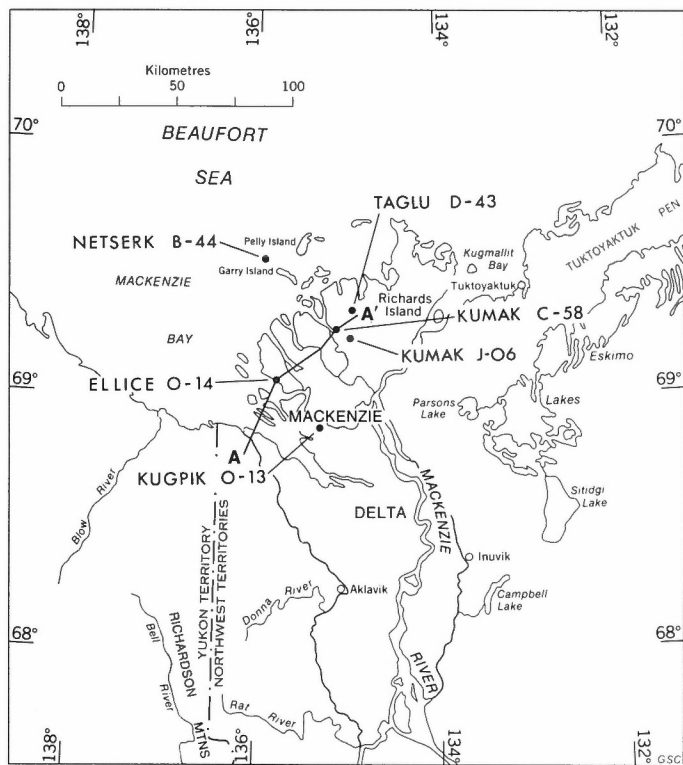 138°
136°
134°
132°
Kilometres
0 50 100
70°
70°
BEAUFORT
SEA
TAGLU D-43
NETSERK B-44
Pelly Island
Garry Island
Kugmallit
Bay
TUKTOYAKTUK PEN
MACKENZIE
Tuktoyaktuk
Richards
Island
A'
KUMAK C-58
BAY
KUMAK J-06
Eskimo
ELLICE O-14
69°
69°
Parsons
Lake
Lakes
MACKENZIE
A
KUGPIK O-13
Sitidgi
Lake
Blow River
MACKENZIE
DELTA
Inuvik
YUKON TERRITORY
NORTHWEST TERRITORIES
Donna River
Aklavik
Campbell
Lake
68°
68°
Bell
River
RICHARDSON
MTNS
RIVER
Rat River
138°
136°
134°
132°
GSC